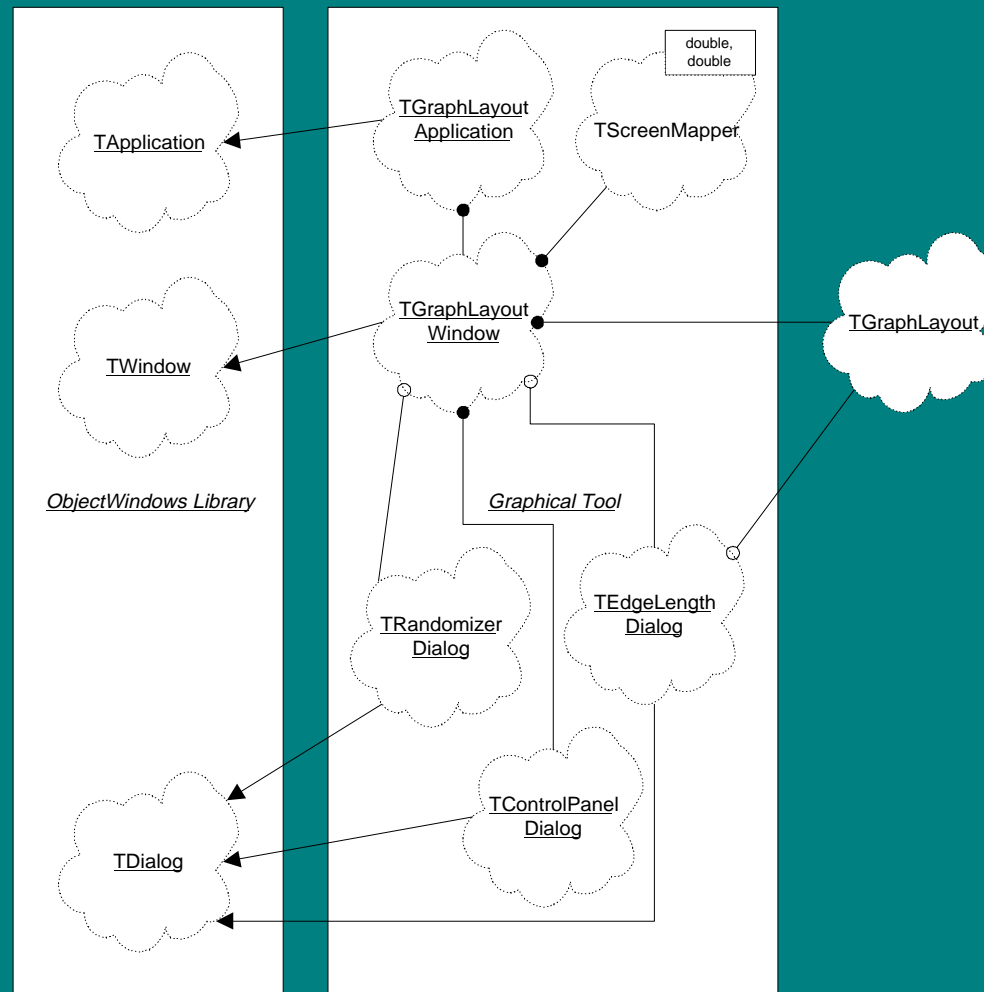 double,
double
TApplication
TGraphLayout
Application
TScreenMapper
TWindow
TGraphLayout
Window
TGraphLayout
ObjectWindows Library
Graphical Tool
TRandomizer
Dialog
TEdgeLength
Dialog
TControlPanel
Dialog
TDialog